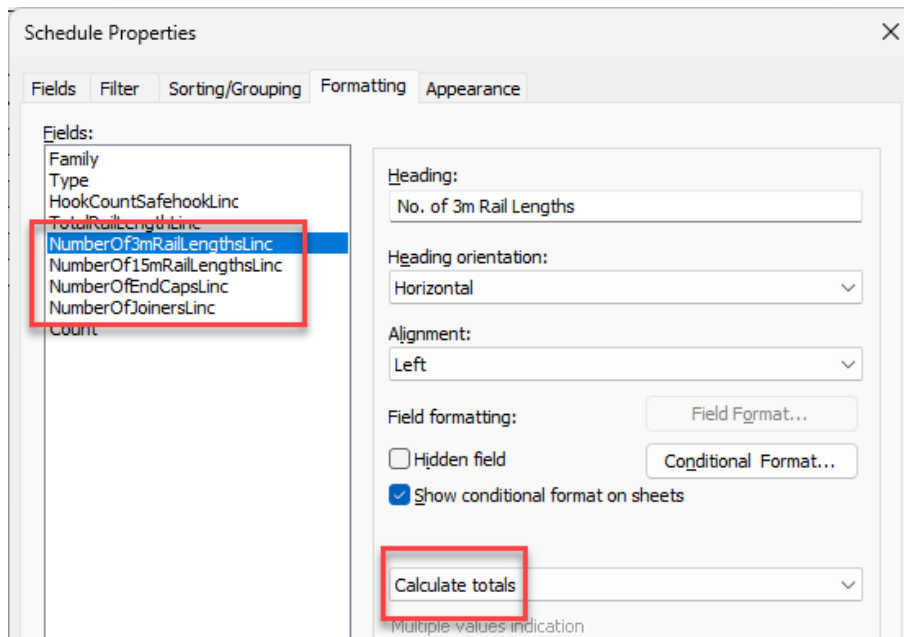 Schedule Properties
Fields Filter Sorting/Grouping Formatting Appearance
Fields:
Family
Type
HookCountSafehookLinc
TotalRailLengthLinc
NumberOf3mRailLengthsLinc
NumberOf15mRailLengthsLinc
NumberOfEndCapsLinc
NumberOfJoinersLinc
Count
Heading:
No. of 3m Rail Lengths
Heading orientation:
Horizontal
Alignment:
Left
Field formatting:
Field Format...
Hidden field
Conditional Format...
Show conditional format on sheets
Calculate totals
Multiple values indication